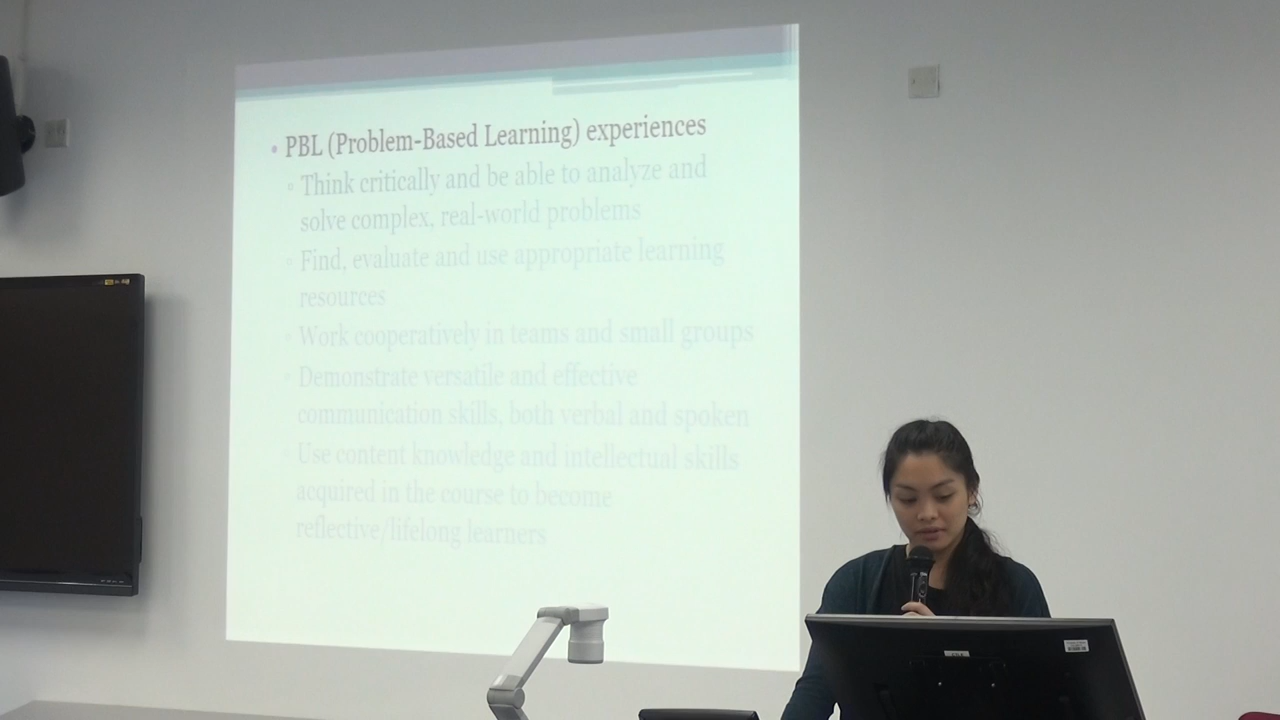 • PBL (Problem-Based Learning) experiences
▫ Think critically and be able to analyze and
solve complex, real-world problems
▫ Find, evaluate and use appropriate learning
resources
▫ Work cooperatively in teams and small groups
▫ Demonstrate versatile and effective
communication skills, both verbal and spoken
▫ Use content knowledge and intellectual skills
acquired in the course to become
reflective/lifelong learners